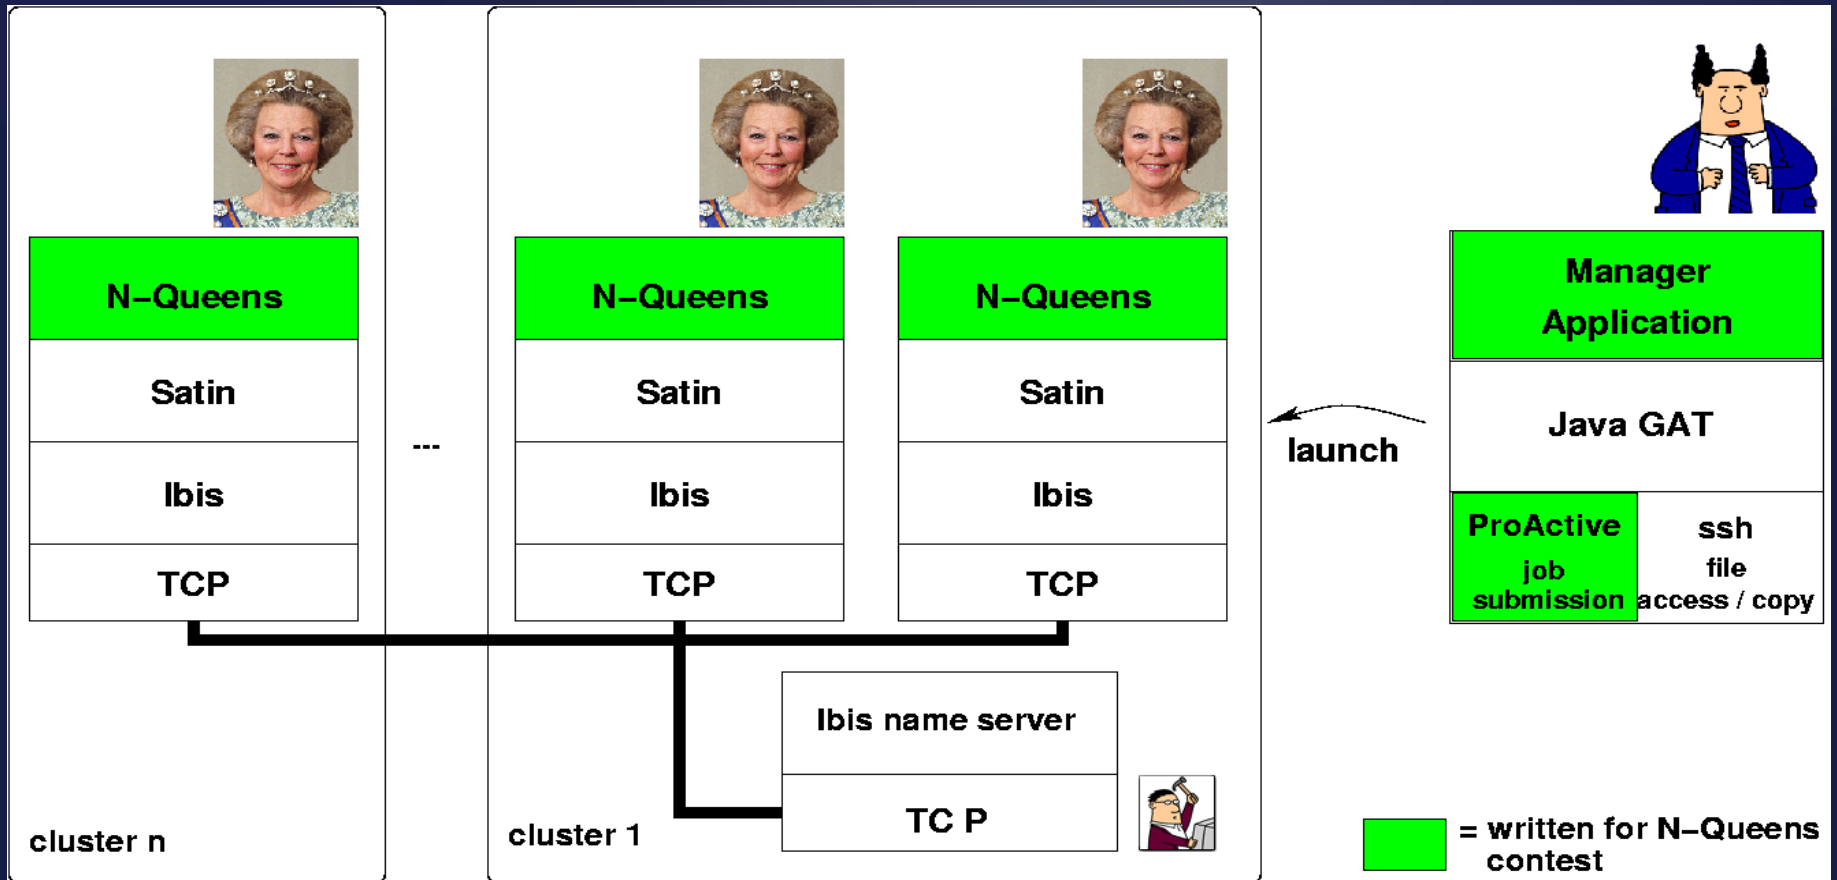 N–Queens
Satin
Ibis
TCP
cluster n
---
N–Queens
Satin
Ibis
TCP
N–Queens
Satin
Ibis
TCP
Ibis name server
TC P
cluster 1
launch
Manager
Application
Java GAT
ProActive
job
submission
ssh
file
access / copy
= written for N–Queens
contest